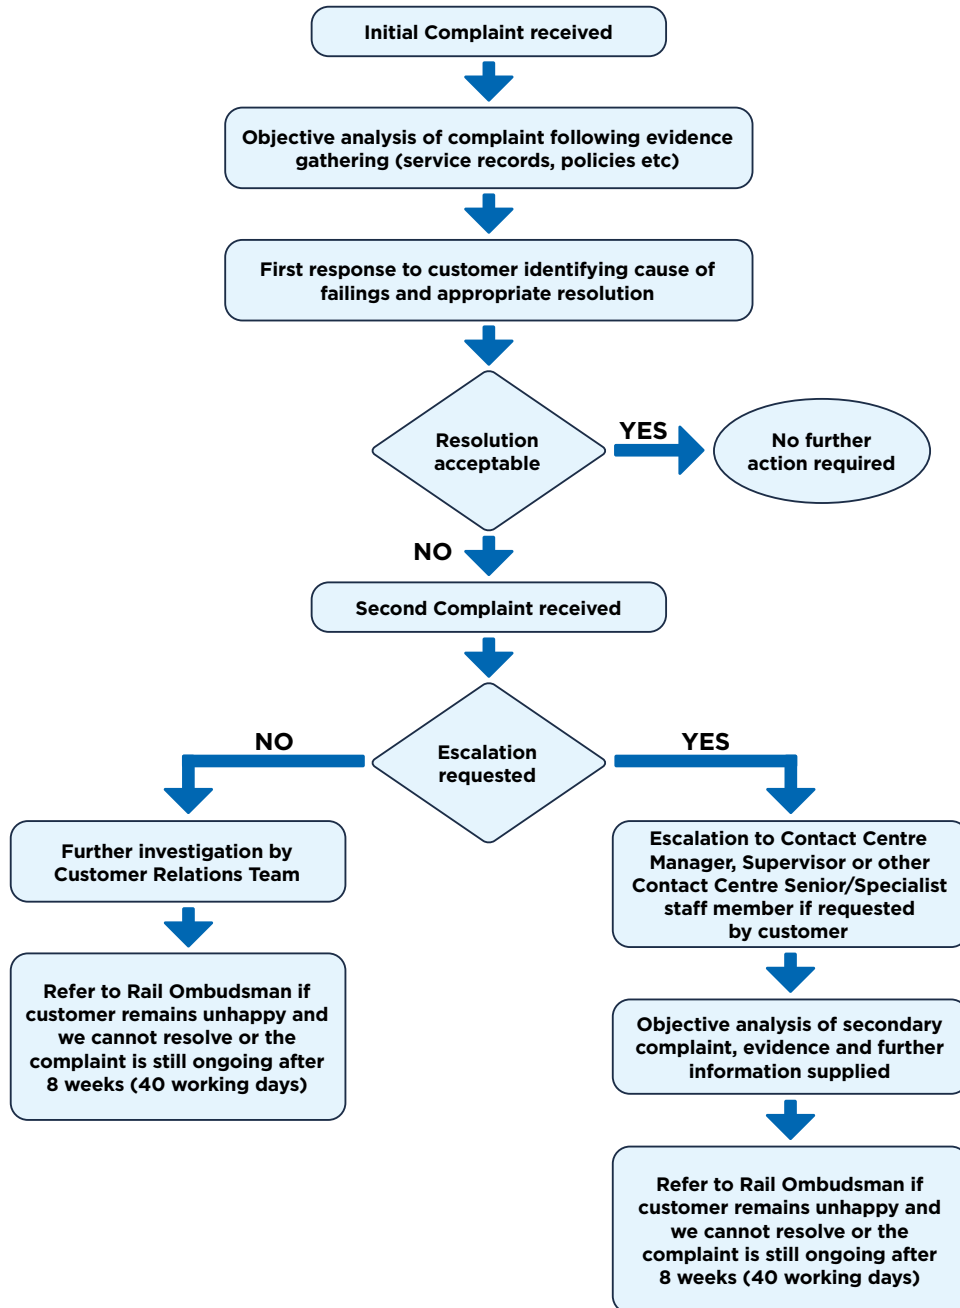 Initial Complaint received
Objective analysis of complaint following evidence
gathering (service records, policies etc)
First response to customer identifying cause of
failings and appropriate resolution
Resolution
acceptable
YES
No further
action required
NO
Second Complaint received
Escalation
requested
NO
Further investigation by
Customer Relations Team
Refer to Rail Ombudsman if
customer remains unhappy and
we cannot resolve or the
complaint is still ongoing after
8 weeks (40 working days)
YES
Escalation to Contact Centre
Manager, Supervisor or other
Contact Centre Senior/Specialist
staff member if requested
by customer
Objective analysis of secondary
complaint, evidence and further
information supplied
Refer to Rail Ombudsman if
customer remains unhappy and
we cannot resolve or the
complaint is still ongoing after
8 weeks (40 working days)